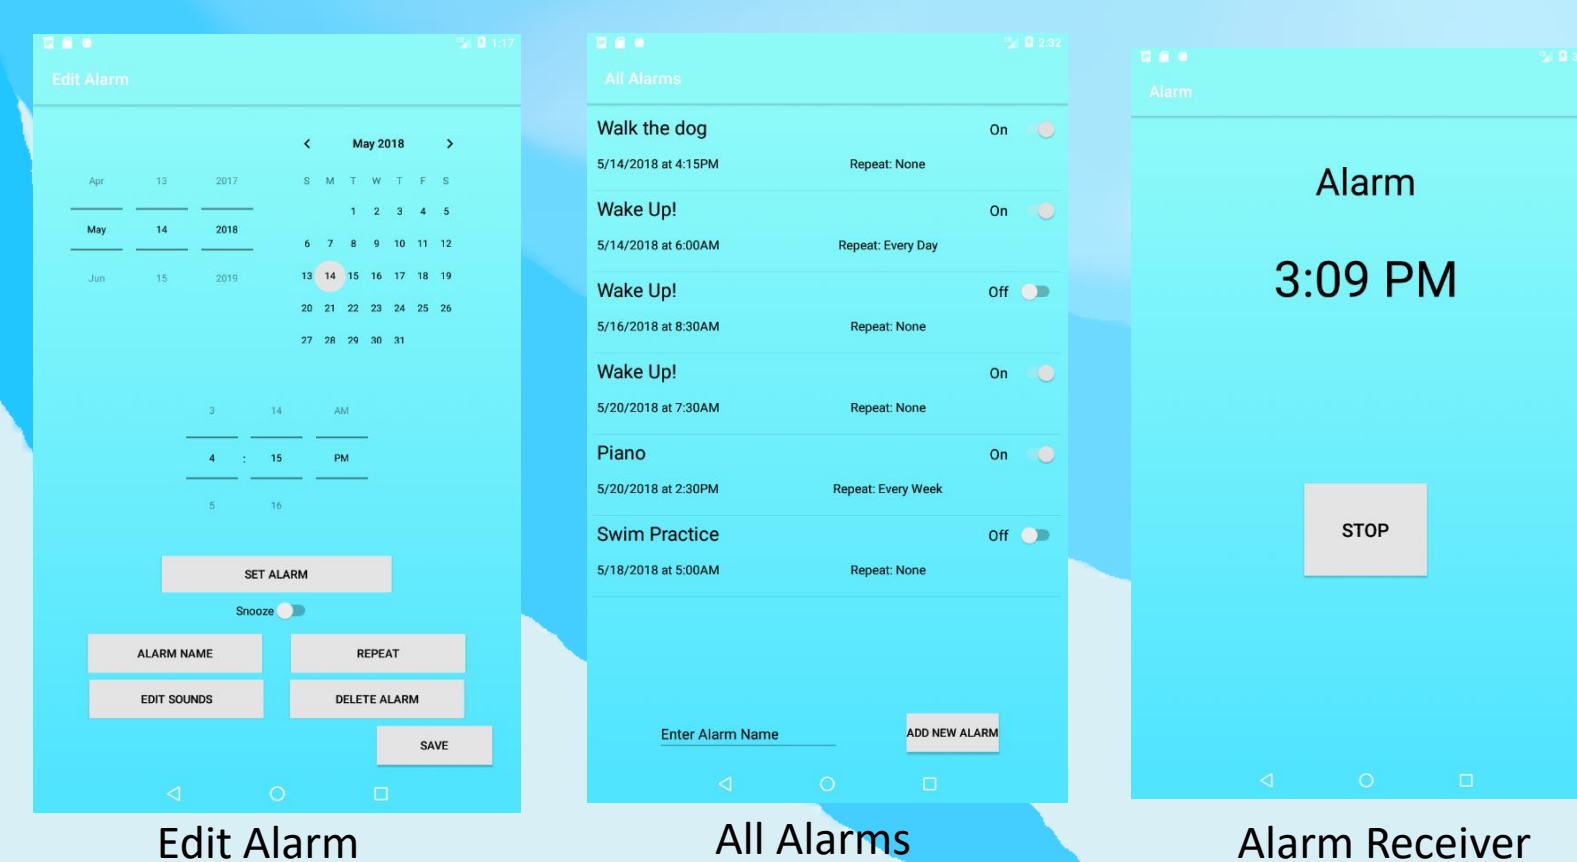 1:17
Edit Alarm
May 2018
S M T W T F S
1 2 3 4 5
6 7 8 9 10 11 12
13 14 15 16 17 18 19
20 21 22 23 24 25 26
27 28 29 30 31
Apr 13 2017
May 14 2018
Jun 15 2019
3 14 AM
4 : 15 PM
5 16
SET ALARM
Snooze
ALARM NAME REPEAT
EDIT SOUNDS DELETE ALARM
SAVE
Edit Alarm
2:32
All Alarms
Walk the dog On
5/14/2018 at 4:15PM Repeat: None
Wake Up! On
5/14/2018 at 6:00AM Repeat: Every Day
Wake Up! Off
5/16/2018 at 8:30AM Repeat: None
Wake Up! On
5/20/2018 at 7:30AM Repeat: None
Piano On
5/20/2018 at 2:30PM Repeat: Every Week
Swim Practice Off
5/18/2018 at 5:00AM Repeat: None
Enter Alarm Name ADD NEW ALARM
All Alarms
Alarm
Alarm
3:09 PM
STOP
Alarm Receiver